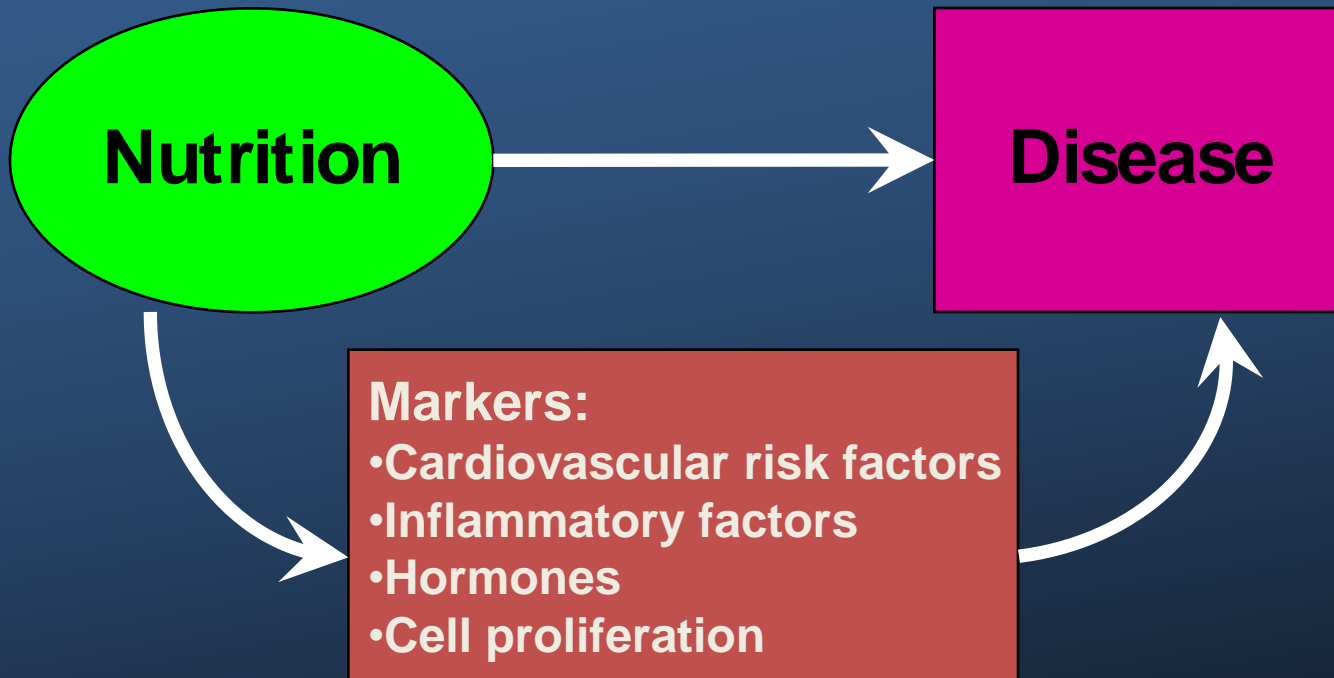 Nutrition
Disease
Markers:
•Cardiovascular risk factors
•Inflammatory factors
•Hormones
•Cell proliferation